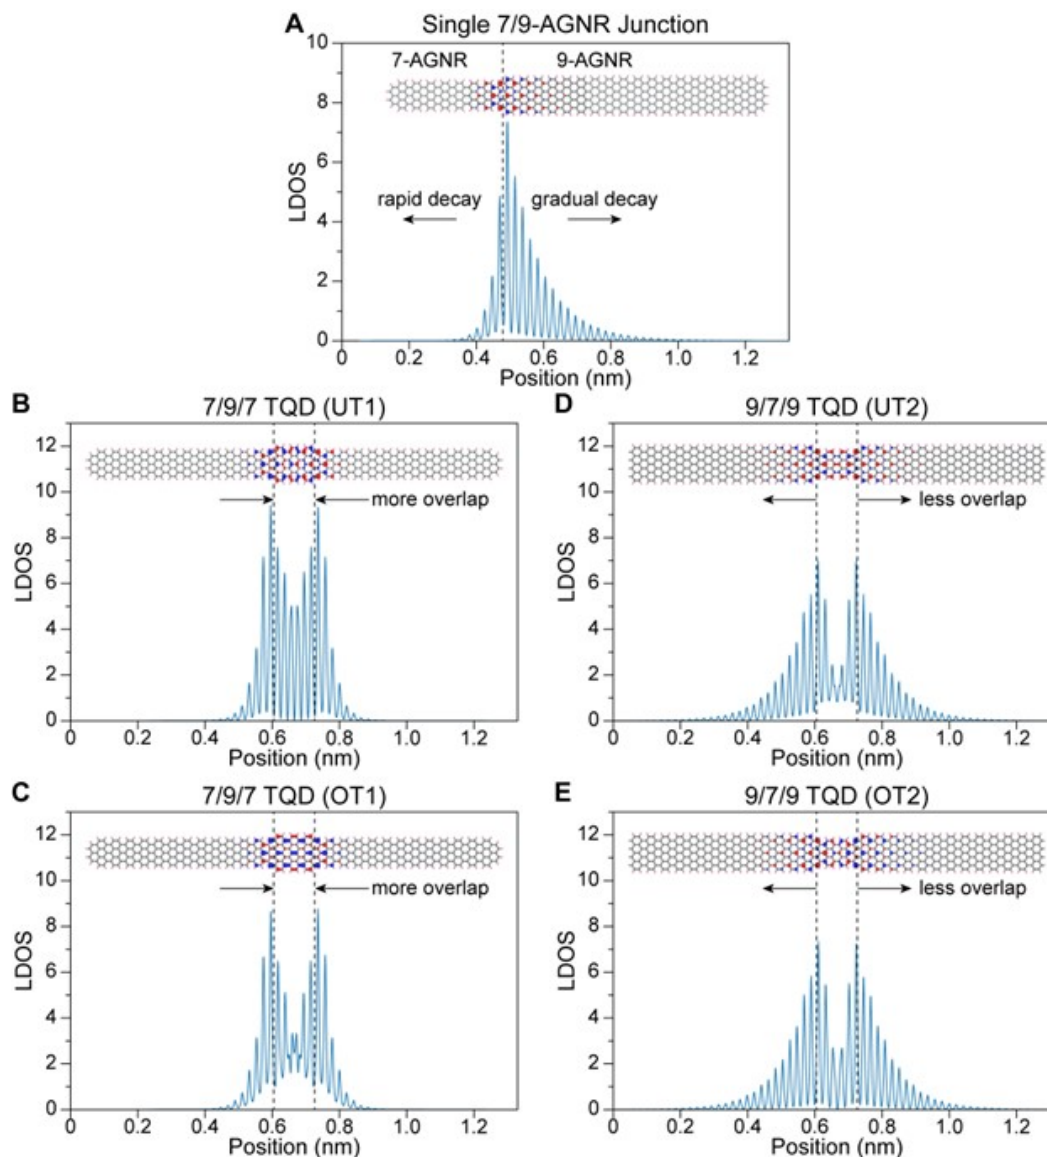 A
Single 7/9-AGNR Junction
10
8
6
4
2
0
LDOS
7-AGNR
9-AGNR
rapid decay
gradual decay
0
0.2
0.4
0.6
0.8
1.0
1.2
Position (nm)
B
7/9/7 TQD (UT1)
12
10
8
6
4
2
0
LDOS
more overlap
0
0.2
0.4
0.6
0.8
1.0
1.2
Position (nm)
D
9/7/9 TQD (UT2)
12
10
8
6
4
2
0
LDOS
less overlap
0
0.2
0.4
0.6
0.8
1.0
1.2
Position (nm)
C
7/9/7 TQD (OT1)
12
10
8
6
4
2
0
LDOS
more overlap
0
0.2
0.4
0.6
0.8
1.0
1.2
Position (nm)
E
9/7/9 TQD (OT2)
12
10
8
6
4
2
0
LDOS
less overlap
0
0.2
0.4
0.6
0.8
1.0
1.2
Position (nm)